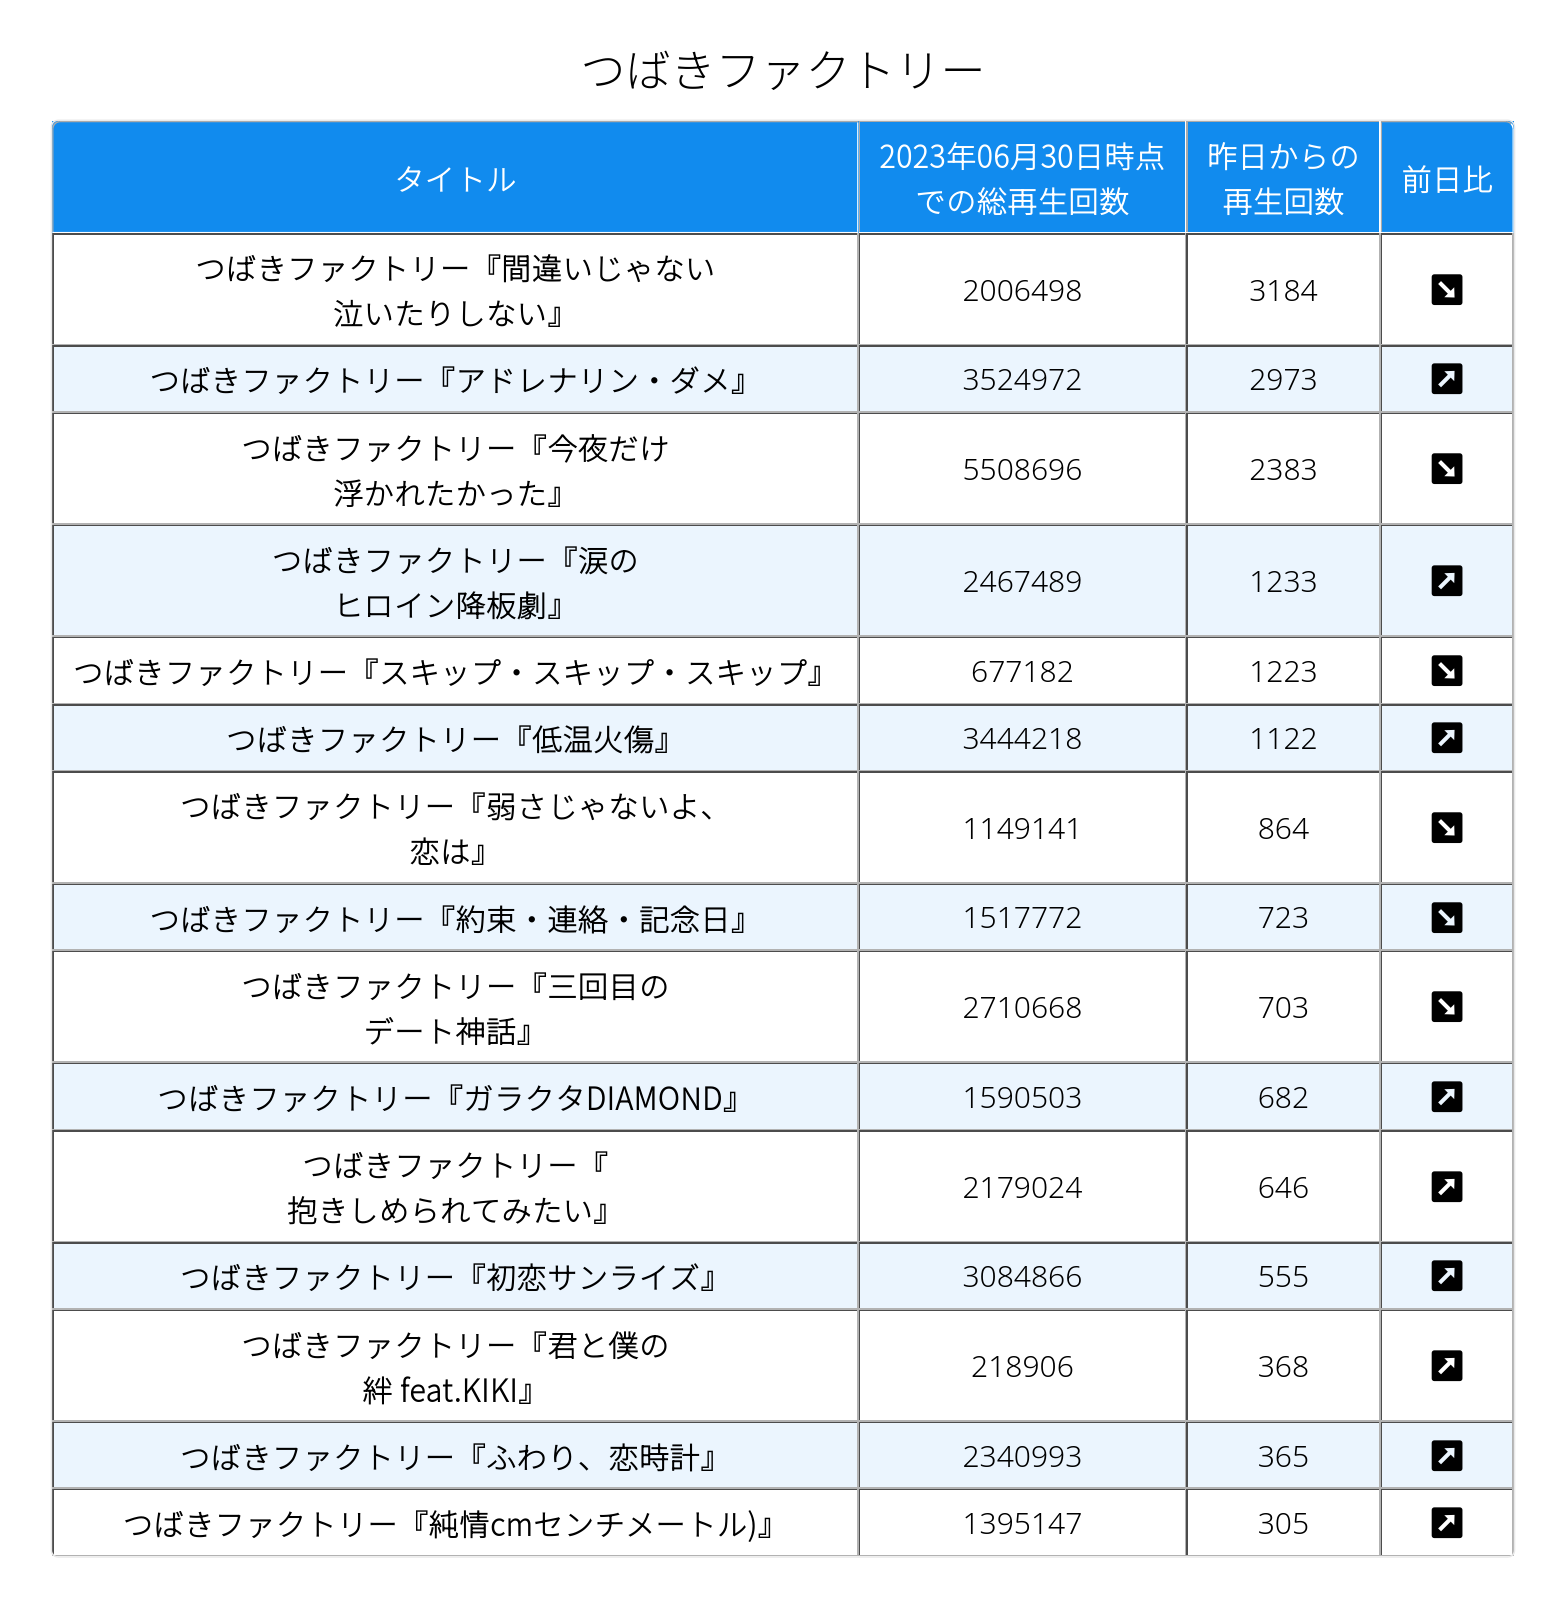 つばきファクトリー
タイトル
2023年06月30日時点
での総再生回数
昨日からの
再生回数
前日比
つばきファクトリー『間違いじゃない
泣いたりしない』
2006498
3184
つばきファクトリー『アドレナリン・ダメ』
3524972
2973
つばきファクトリー『今夜だけ
浮かれたかった』
5508696
2383
つばきファクトリー『涙の
ヒロイン降板劇』
2467489
1233
つばきファクトリー『スキップ・スキップ・スキップ』
677182
1223
つばきファクトリー『低温火傷』
3444218
1122
つばきファクトリー『弱さじゃないよ、
恋は』
1149141
864
つばきファクトリー『約束・連絡・記念日』
1517772
723
つばきファクトリー『三回目の
デート神話』
2710668
703
つばきファクトリー『ガラクタDIAMOND』
1590503
682
つばきファクトリー『
抱きしめられてみたい』
2179024
646
つばきファクトリー『初恋サンライズ』
3084866
555
つばきファクトリー『君と僕の
絆 feat.KIKI』
218906
368
つばきファクトリー『ふわり、恋時計』
2340993
365
つばきファクトリー『純情cmセンチメートル)』
1395147
305